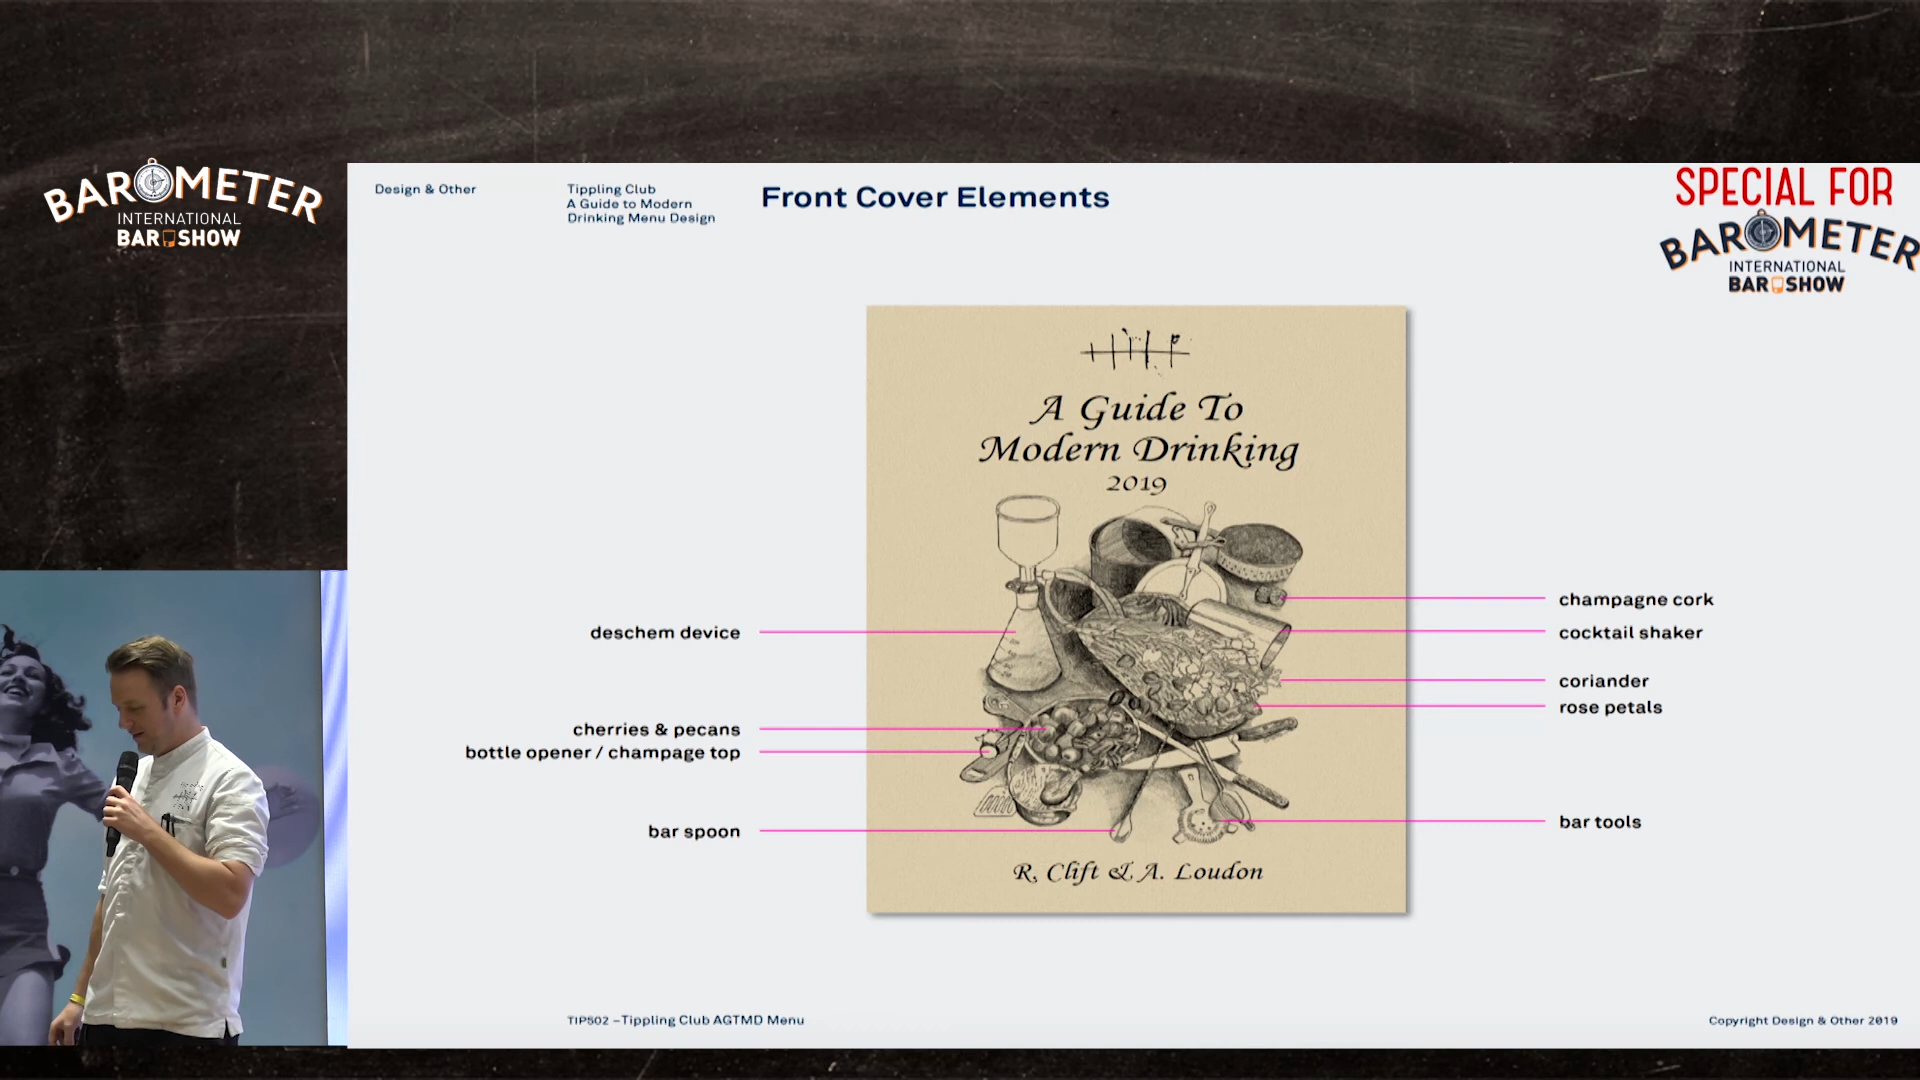 BAROMETER
INTERNATIONAL
BAR SHOW
Design & Other
Tippling Club
A Guide to Modern
Drinking Menu Design
Front Cover Elements
SPECIAL FOR
BAROMETER
INTERNATIONAL
BAR SHOW
A Guide To
Modern Drinking
2019
R. Clift & A. Loudon
deschem device
cherries & pecans
bottle opener / champage top
bar spoon
champagne cork
cocktail shaker
coriander
rose petals
bar tools
TIP502 –Tippling Club AGTMD Menu
Copyright Design & Other 2019